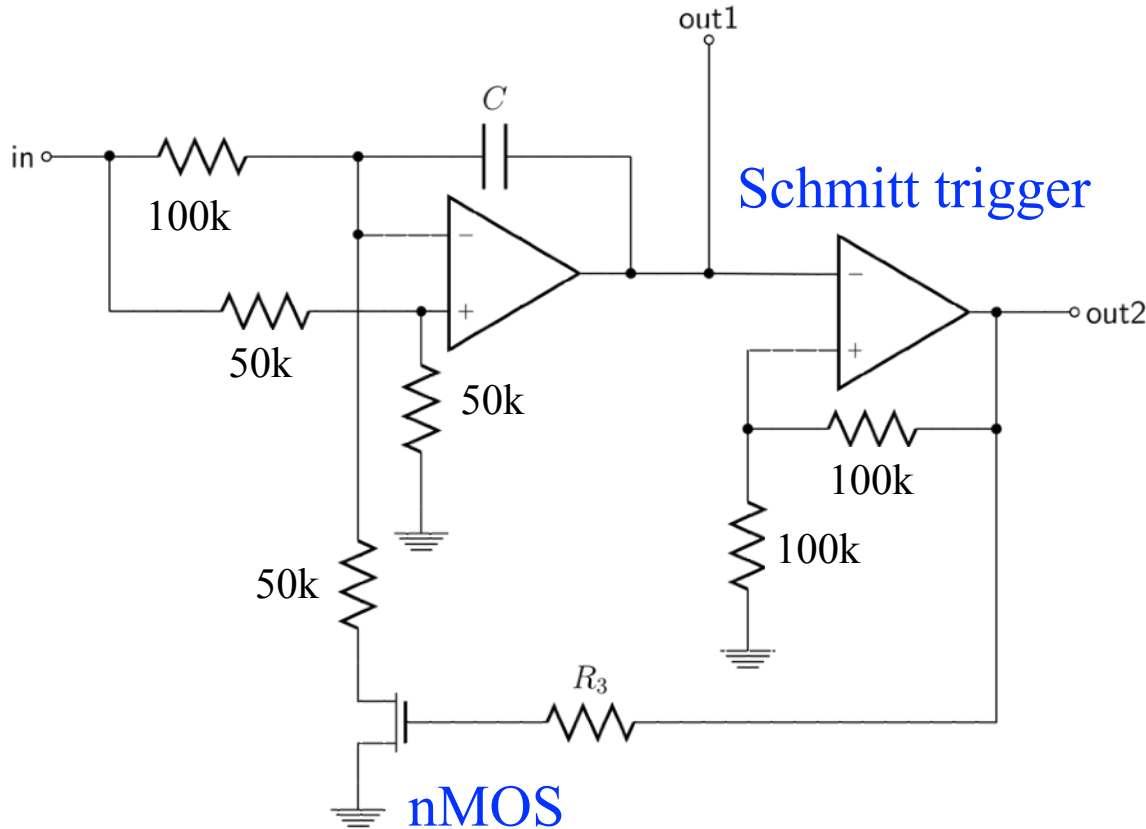 out1
C
in
100k
Schmitt trigger
−
−
+
out2
50k
50k
+
100k
100k
50k
R3
nMOS